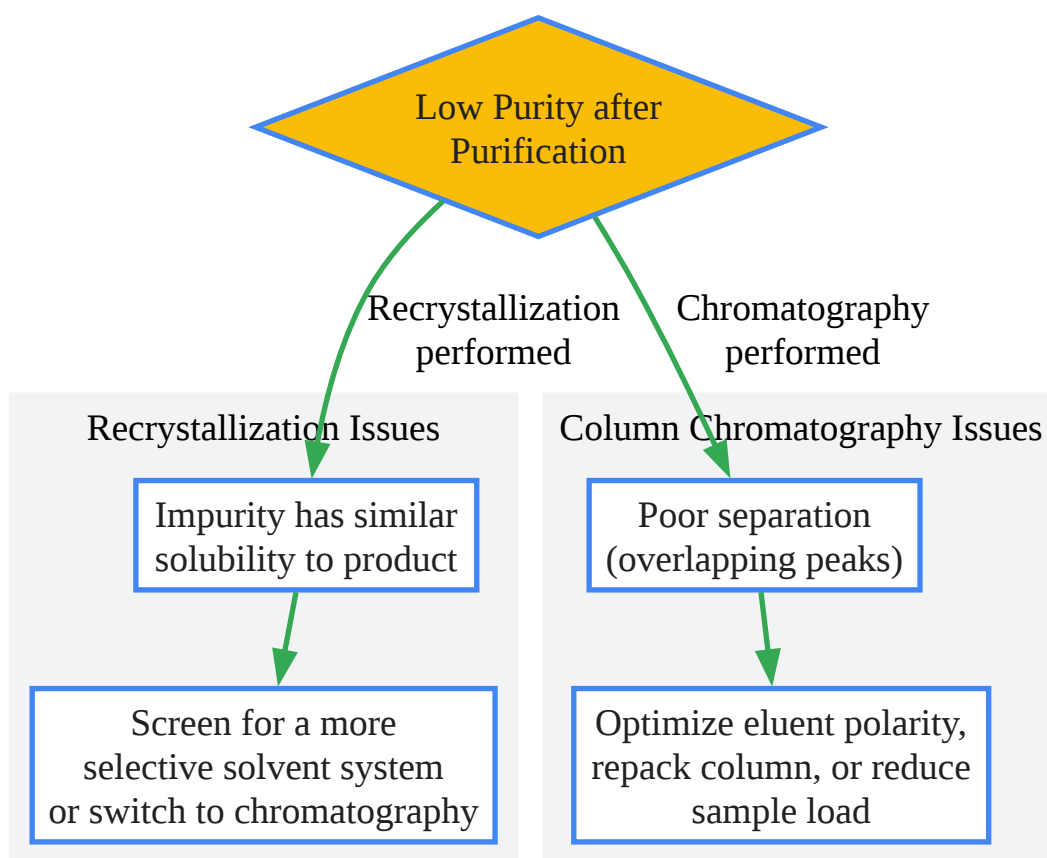 Low Purity after
Purification
Recrystallization
performed
Chromatography
performed
Recrystallization Issues
Column Chromatography Issues
Impurity has similar
solubility to product
Poor separation
(overlapping peaks)
Screen for a more
selective solvent system
or switch to chromatography
Optimize eluent polarity,
repack column, or reduce
sample load